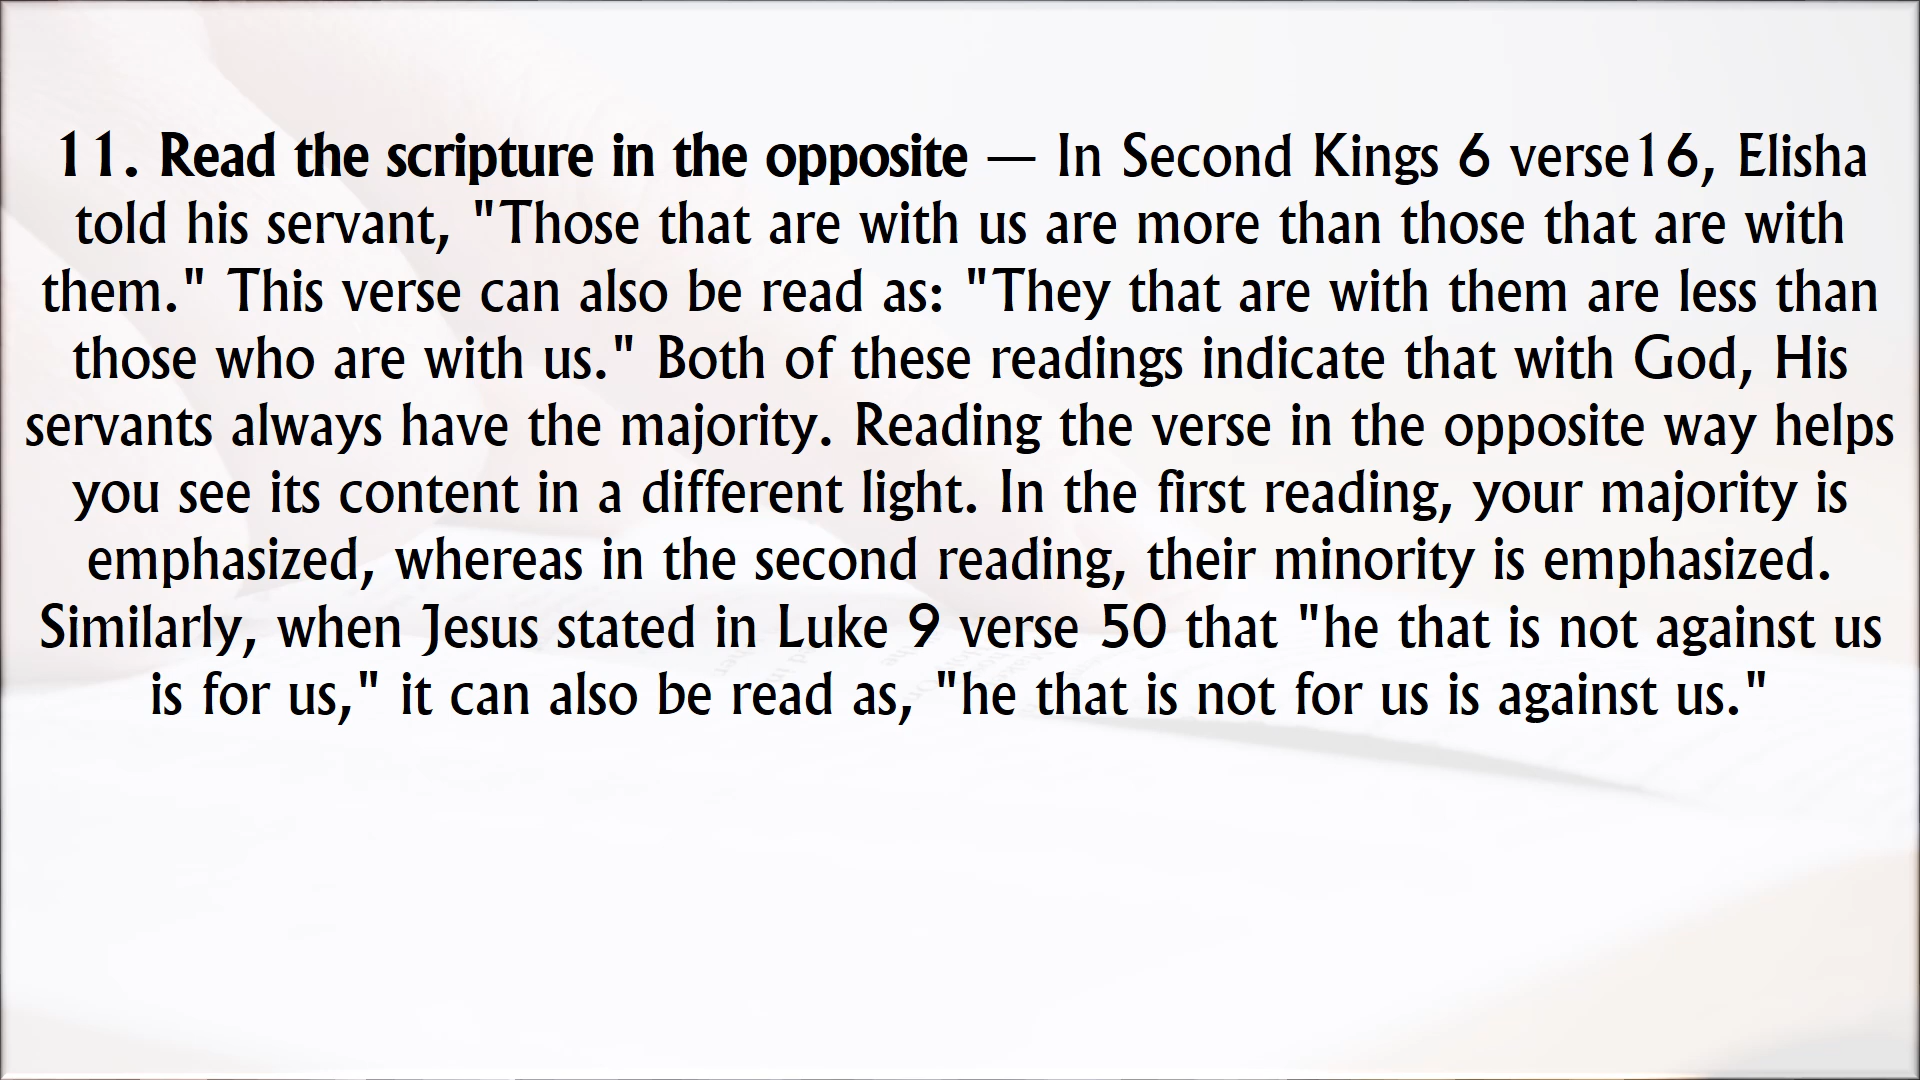 11. Read the scripture in the opposite — In Second Kings 6 verse16, Elisha
told his servant, "Those that are with us are more than those that are with
them." This verse can also be read as: "They that are with them are less than
those who are with us." Both of these readings indicate that with God, His
servants always have the majority. Reading the verse in the opposite way helps
you see its content in a different light. In the first reading, your majority is
emphasized, whereas in the second reading, their minority is emphasized.
Similarly, when Jesus stated in Luke 9 verse 50 that "he that is not against us
is for us," it can also be read as, "he that is not for us is against us."